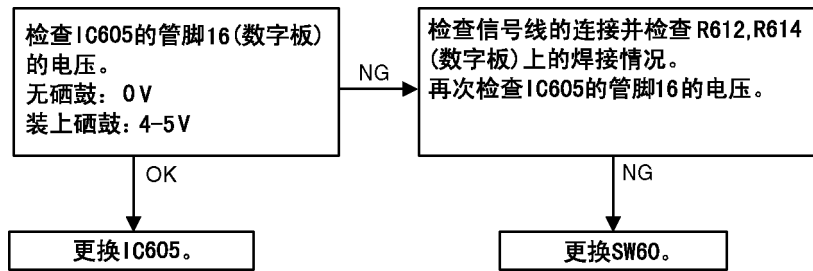 检查IC605的管脚16(数字板)
的电压。
无硒鼓：0V
装上硒鼓：4-5V
NG
检查信号线的连接并检查R612,R614
(数字板)上的焊接情况。
再次检查IC605的管脚16的电压。
OK
NG
更换IC605。
更换SW60。